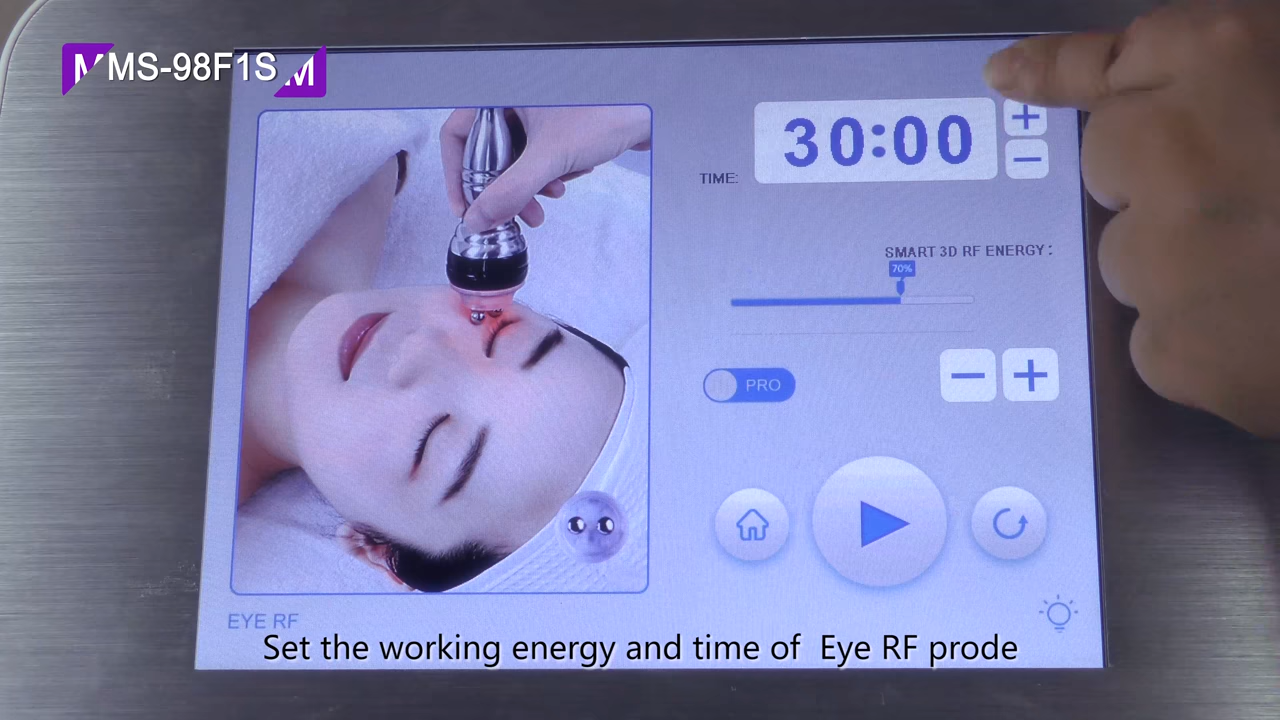 MMS-98F1S M
30:00
TIME:
SMART 3D RF ENERGY:
70%
PRO
EYE RF
Set the working energy and time of Eye RF prode